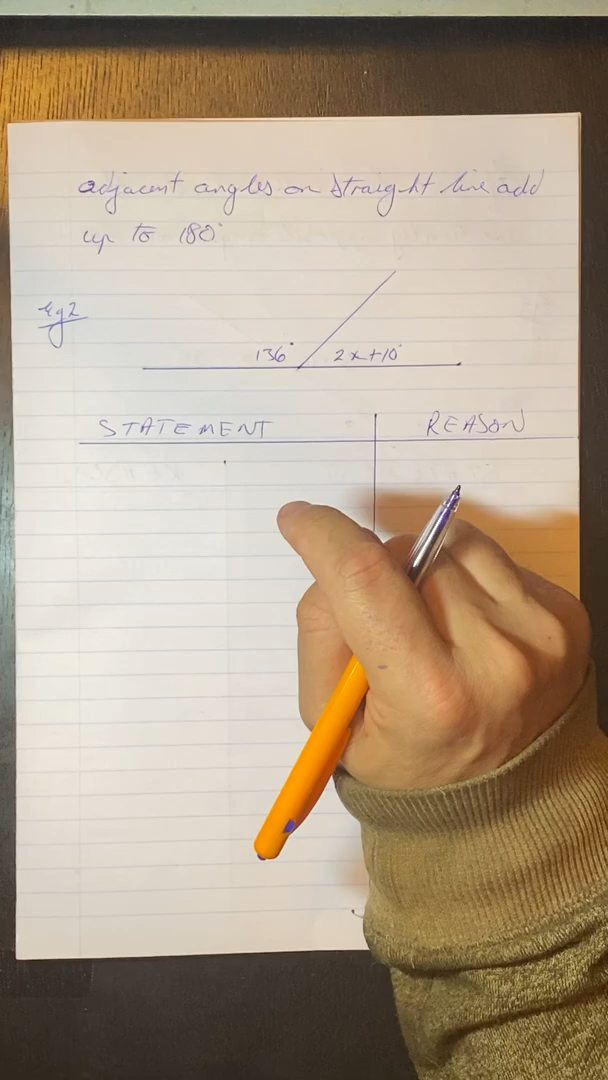 adjacent angles on straight line add
up to 180°
Eg2
136° 2x+10°
STATEMENT REASON